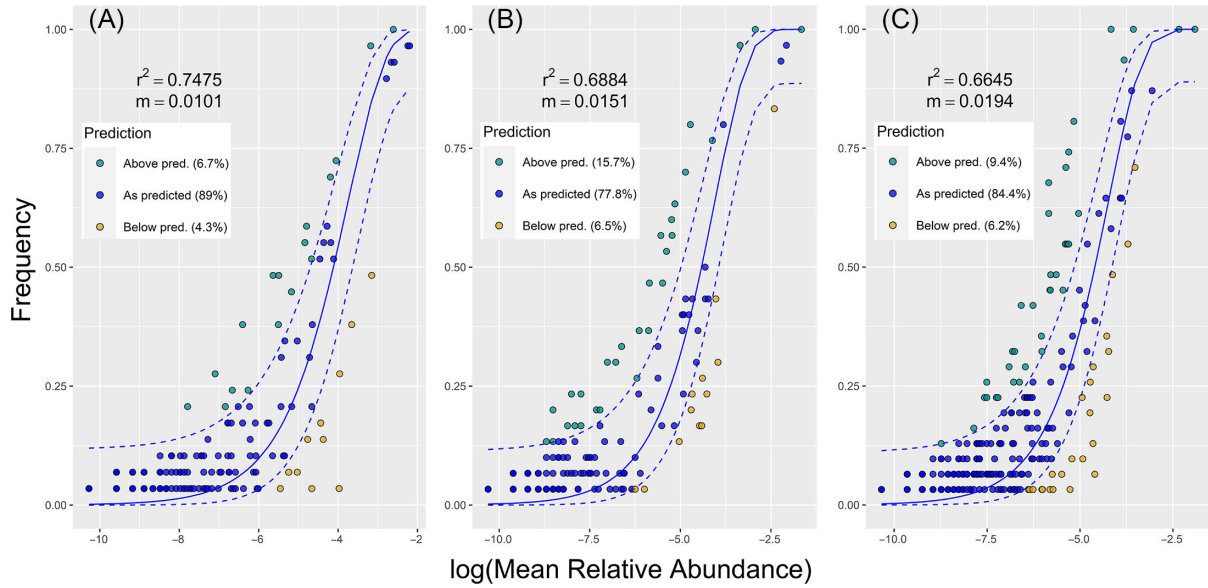 (A)
r² = 0.7475
m = 0.0101
Prediction
Above pred. (6.7%)
As predicted (89%)
Below pred. (4.3%)
(B)
r² = 0.6884
m = 0.0151
Prediction
Above pred. (15.7%)
As predicted (77.8%)
Below pred. (6.5%)
(C)
r² = 0.6645
m = 0.0194
Prediction
Above pred. (9.4%)
As predicted (84.4%)
Below pred. (6.2%)
Frequency
1.00
0.75
0.50
0.25
0.00
−10 −8 −6 −4 −2
1.00
0.75
0.50
0.25
0.00
−10.0 −7.5 −5.0 −2.5
1.00
0.75
0.50
0.25
0.00
−10.0 −7.5 −5.0 −2.5
log(Mean Relative Abundance)